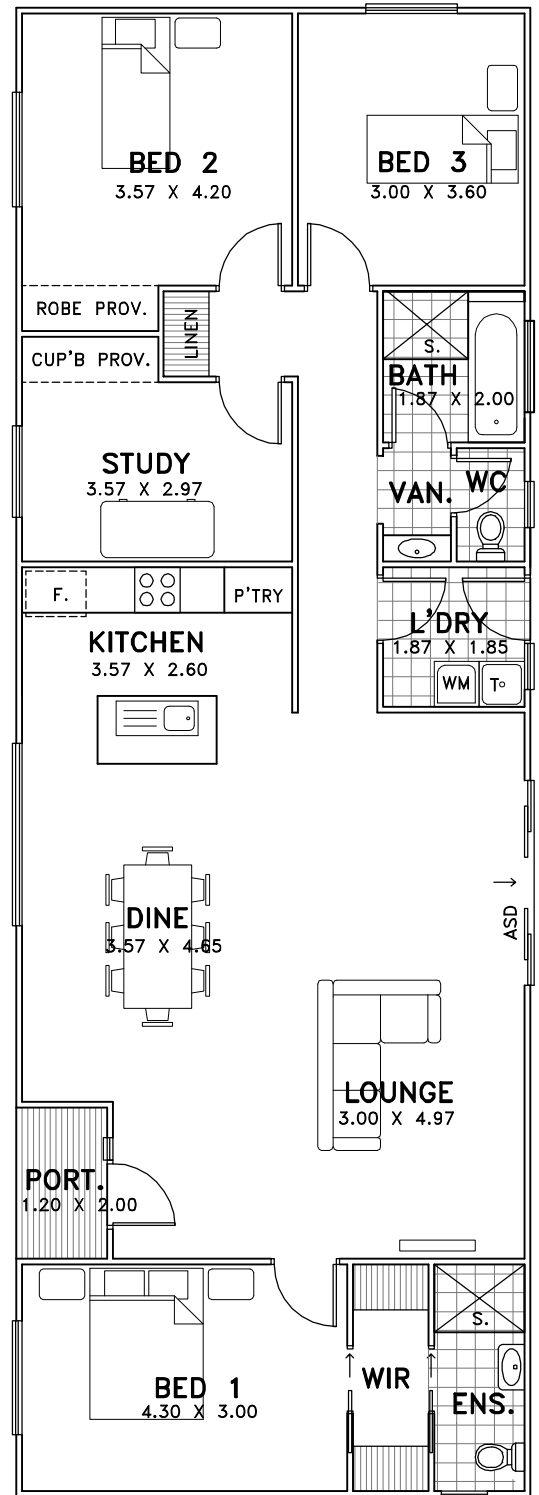 BED 2
3.57 X 4.20
BED 3
3.00 X 3.60
ROBE PROV.
LINEN
CUP'B PROV.
S.
BATH
1.87 X 2.00
STUDY
3.57 X 2.97
VAN.
WC
F.
P'TRY
KITCHEN
3.57 X 2.60
L'DRY
1.87 X 1.85
WM
T
DINE
3.57 X 4.65
ASD
LOUNGE
3.00 X 4.97
PORT.
1.20 X 2.00
S.
BED 1
4.30 X 3.00
WIR
ENS.